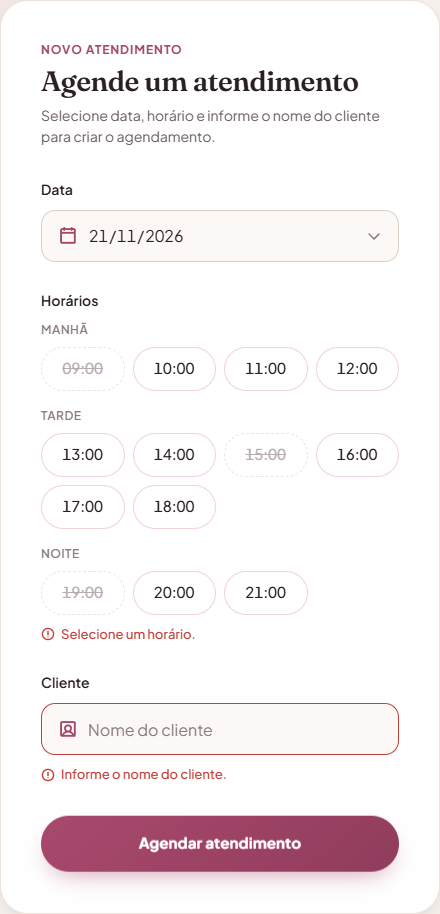 NOVO ATENDIMENTO
Agende um atendimento
Selecione data, horário e informe o nome do cliente
para criar o agendamento.
Data
21/11/2026
Horários
MANHÃ
09:00 10:00 11:00 12:00
TARDE
13:00 14:00 15:00 16:00
17:00 18:00
NOITE
19:00 20:00 21:00
Selecione um horário.
Cliente
Nome do cliente
Informe o nome do cliente.
Agendar atendimento